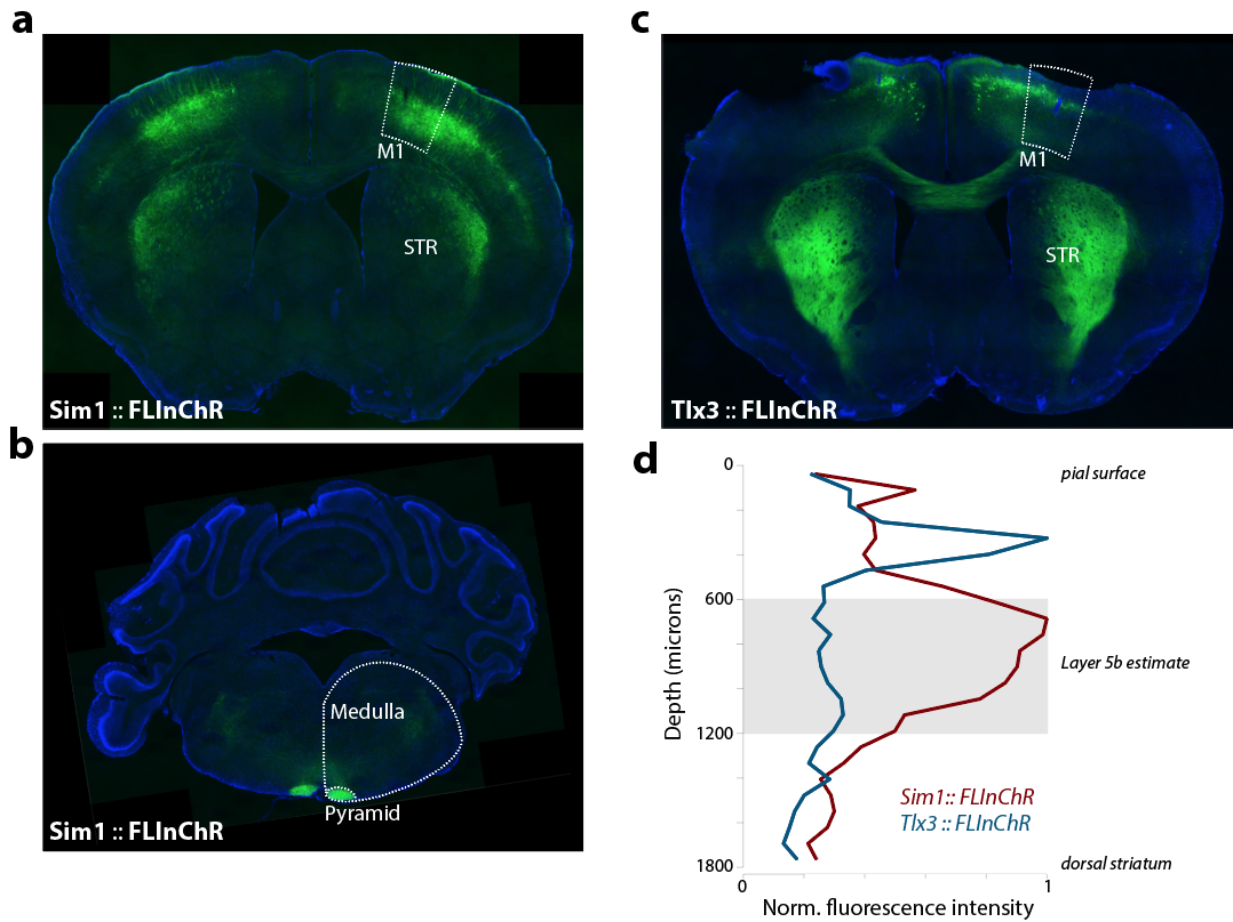 a
M1
STR
Sim1 :: FLInChR
b
Medulla
Pyramid
Sim1 :: FLInChR
c
M1
STR
Tlx3 :: FLInChR
d
0
pial surface
600
Layer 5b estimate
1200
1800
dorsal striatum
Depth (microns)
Sim1:: FLInChR
Tlx3 :: FLInChR
0
1
Norm. fluorescence intensity